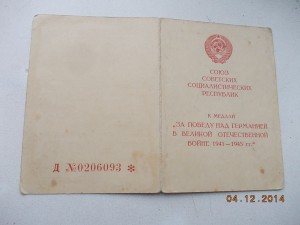 СОЮЗ
СОВЕТСКИХ
СОЦИАЛИСТИЧЕСКИХ
РЕСПУБЛИК
К МЕДАЛИ
„ЗА ПОБЕДУ НАД ГЕРМАНИЕЙ
В ВЕЛИКОЙ ОТЕЧЕСТВЕННОЙ
ВОЙНЕ 1941—1945 гг."
Д №0206093 *
04.12.2014